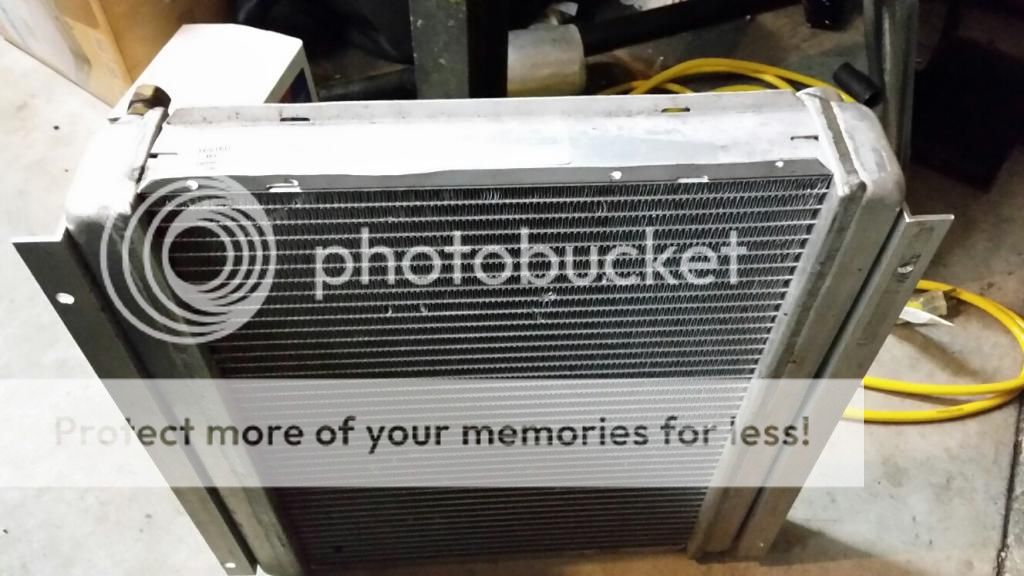 photobucket
Protect more of your memories for less!